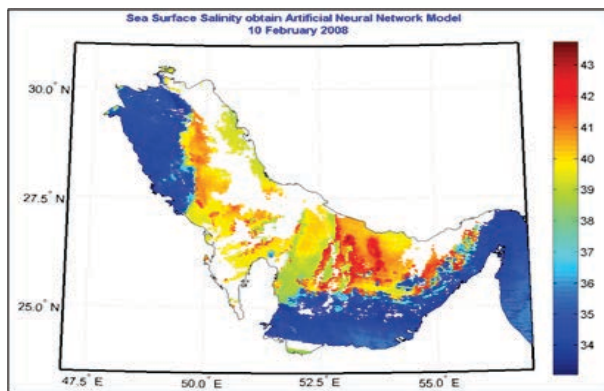 Sea Surface Salinity obtain Artificial Neural Network Model
10 February 2008
30.0° N
27.5° N
25.0° N
47.5° E
50.0° E
52.5° E
55.0° E
43
42
41
40
39
38
37
36
35
34
33